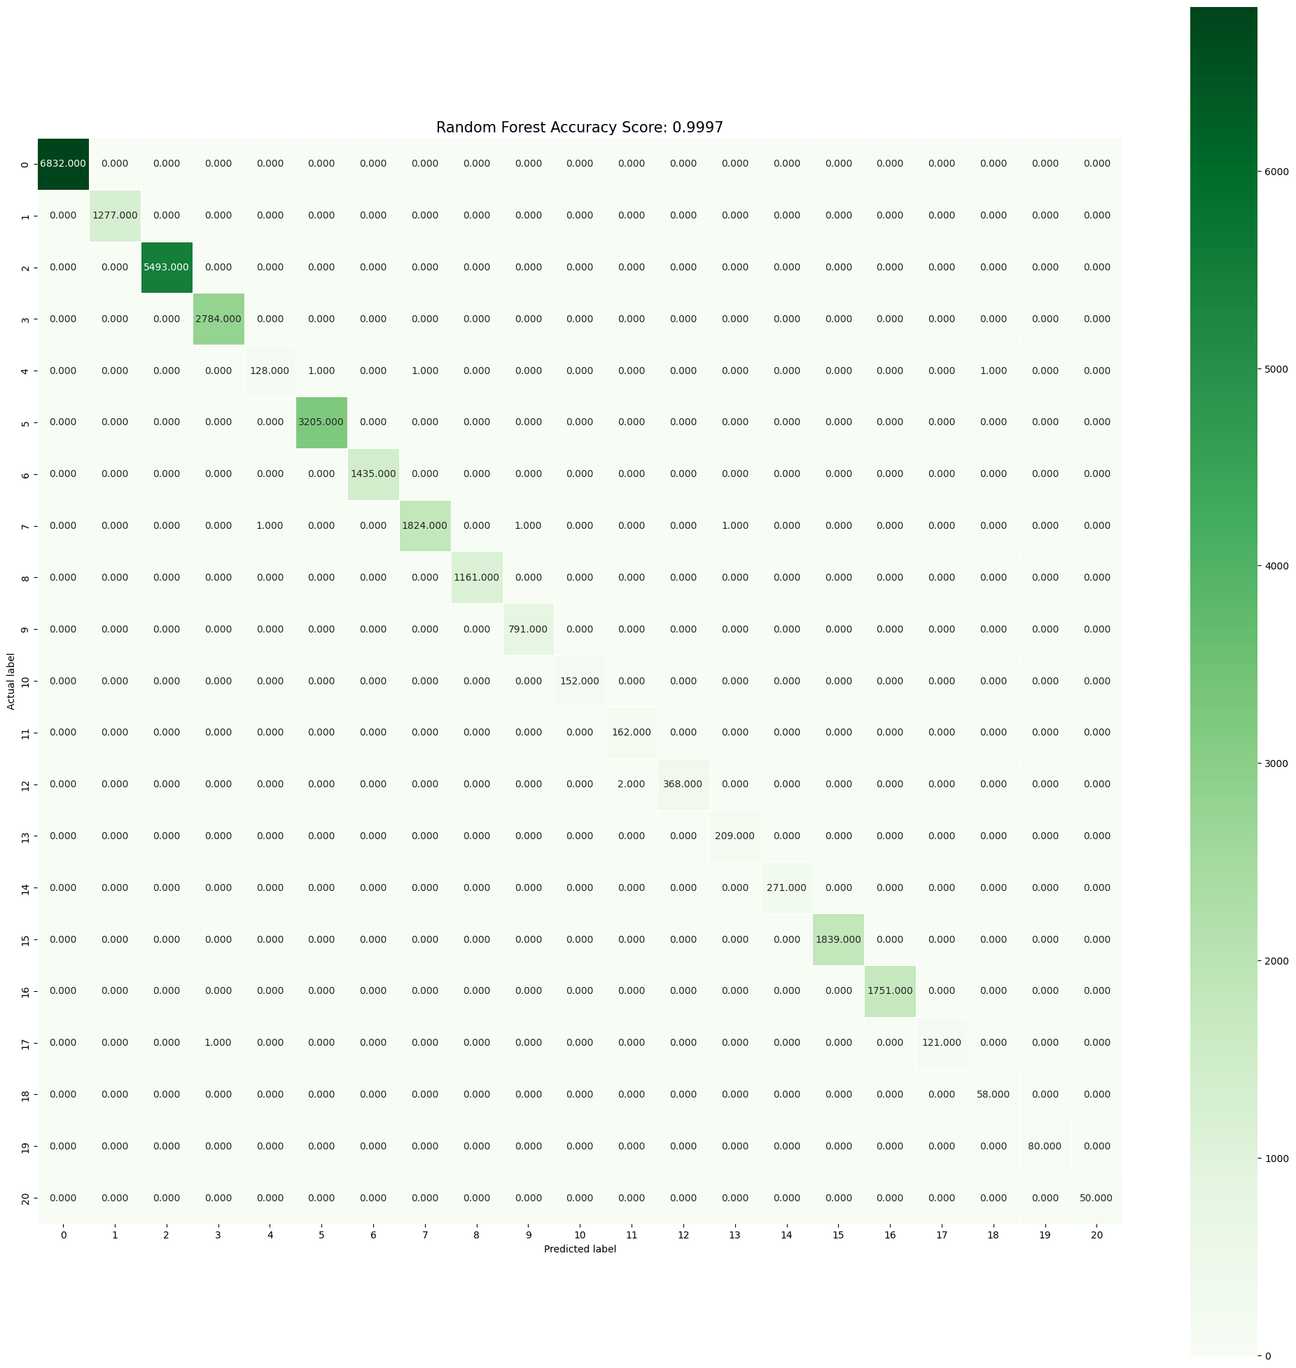 Random Forest Accuracy Score: 0.9997
0 6832.000 0.000 0.000 0.000 0.000 0.000 0.000 0.000 0.000 0.000 0.000 0.000 0.000 0.000 0.000 0.000 0.000 0.000 0.000 0.000 0.000
1 0.000 1277.000 0.000 0.000 0.000 0.000 0.000 0.000 0.000 0.000 0.000 0.000 0.000 0.000 0.000 0.000 0.000 0.000 0.000 0.000 0.000
2 0.000 0.000 5493.000 0.000 0.000 0.000 0.000 0.000 0.000 0.000 0.000 0.000 0.000 0.000 0.000 0.000 0.000 0.000 0.000 0.000 0.000
3 0.000 0.000 0.000 2784.000 0.000 0.000 0.000 0.000 0.000 0.000 0.000 0.000 0.000 0.000 0.000 0.000 0.000 0.000 0.000 0.000 0.000
4 0.000 0.000 0.000 0.000 128.000 1.000 0.000 1.000 0.000 0.000 0.000 0.000 0.000 0.000 0.000 0.000 0.000 0.000 1.000 0.000 0.000
5 0.000 0.000 0.000 0.000 0.000 3205.000 0.000 0.000 0.000 0.000 0.000 0.000 0.000 0.000 0.000 0.000 0.000 0.000 0.000 0.000 0.000
6 0.000 0.000 0.000 0.000 0.000 0.000 1435.000 0.000 0.000 0.000 0.000 0.000 0.000 0.000 0.000 0.000 0.000 0.000 0.000 0.000 0.000
7 0.000 0.000 0.000 0.000 1.000 0.000 0.000 1824.000 0.000 1.000 0.000 0.000 0.000 1.000 0.000 0.000 0.000 0.000 0.000 0.000 0.000
8 0.000 0.000 0.000 0.000 0.000 0.000 0.000 0.000 1161.000 0.000 0.000 0.000 0.000 0.000 0.000 0.000 0.000 0.000 0.000 0.000 0.000
9 0.000 0.000 0.000 0.000 0.000 0.000 0.000 0.000 0.000 791.000 0.000 0.000 0.000 0.000 0.000 0.000 0.000 0.000 0.000 0.000 0.000
10 0.000 0.000 0.000 0.000 0.000 0.000 0.000 0.000 0.000 0.000 152.000 0.000 0.000 0.000 0.000 0.000 0.000 0.000 0.000 0.000 0.000
11 0.000 0.000 0.000 0.000 0.000 0.000 0.000 0.000 0.000 0.000 0.000 162.000 0.000 0.000 0.000 0.000 0.000 0.000 0.000 0.000 0.000
12 0.000 0.000 0.000 0.000 0.000 0.000 0.000 0.000 0.000 0.000 0.000 2.000 368.000 0.000 0.000 0.000 0.000 0.000 0.000 0.000 0.000
13 0.000 0.000 0.000 0.000 0.000 0.000 0.000 0.000 0.000 0.000 0.000 0.000 0.000 209.000 0.000 0.000 0.000 0.000 0.000 0.000 0.000
14 0.000 0.000 0.000 0.000 0.000 0.000 0.000 0.000 0.000 0.000 0.000 0.000 0.000 0.000 271.000 0.000 0.000 0.000 0.000 0.000 0.000
15 0.000 0.000 0.000 0.000 0.000 0.000 0.000 0.000 0.000 0.000 0.000 0.000 0.000 0.000 0.000 1839.000 0.000 0.000 0.000 0.000 0.000
16 0.000 0.000 0.000 0.000 0.000 0.000 0.000 0.000 0.000 0.000 0.000 0.000 0.000 0.000 0.000 0.000 1751.000 0.000 0.000 0.000 0.000
17 0.000 0.000 0.000 1.000 0.000 0.000 0.000 0.000 0.000 0.000 0.000 0.000 0.000 0.000 0.000 0.000 0.000 121.000 0.000 0.000 0.000
18 0.000 0.000 0.000 0.000 0.000 0.000 0.000 0.000 0.000 0.000 0.000 0.000 0.000 0.000 0.000 0.000 0.000 0.000 58.000 0.000 0.000
19 0.000 0.000 0.000 0.000 0.000 0.000 0.000 0.000 0.000 0.000 0.000 0.000 0.000 0.000 0.000 0.000 0.000 0.000 0.000 80.000 0.000
20 0.000 0.000 0.000 0.000 0.000 0.000 0.000 0.000 0.000 0.000 0.000 0.000 0.000 0.000 0.000 0.000 0.000 0.000 0.000 0.000 50.000
0 1 2 3 4 5 6 7 8 9 10 11 12 13 14 15 16 17 18 19 20
Predicted label
Actual label
6000
5000
4000
3000
2000
1000
0